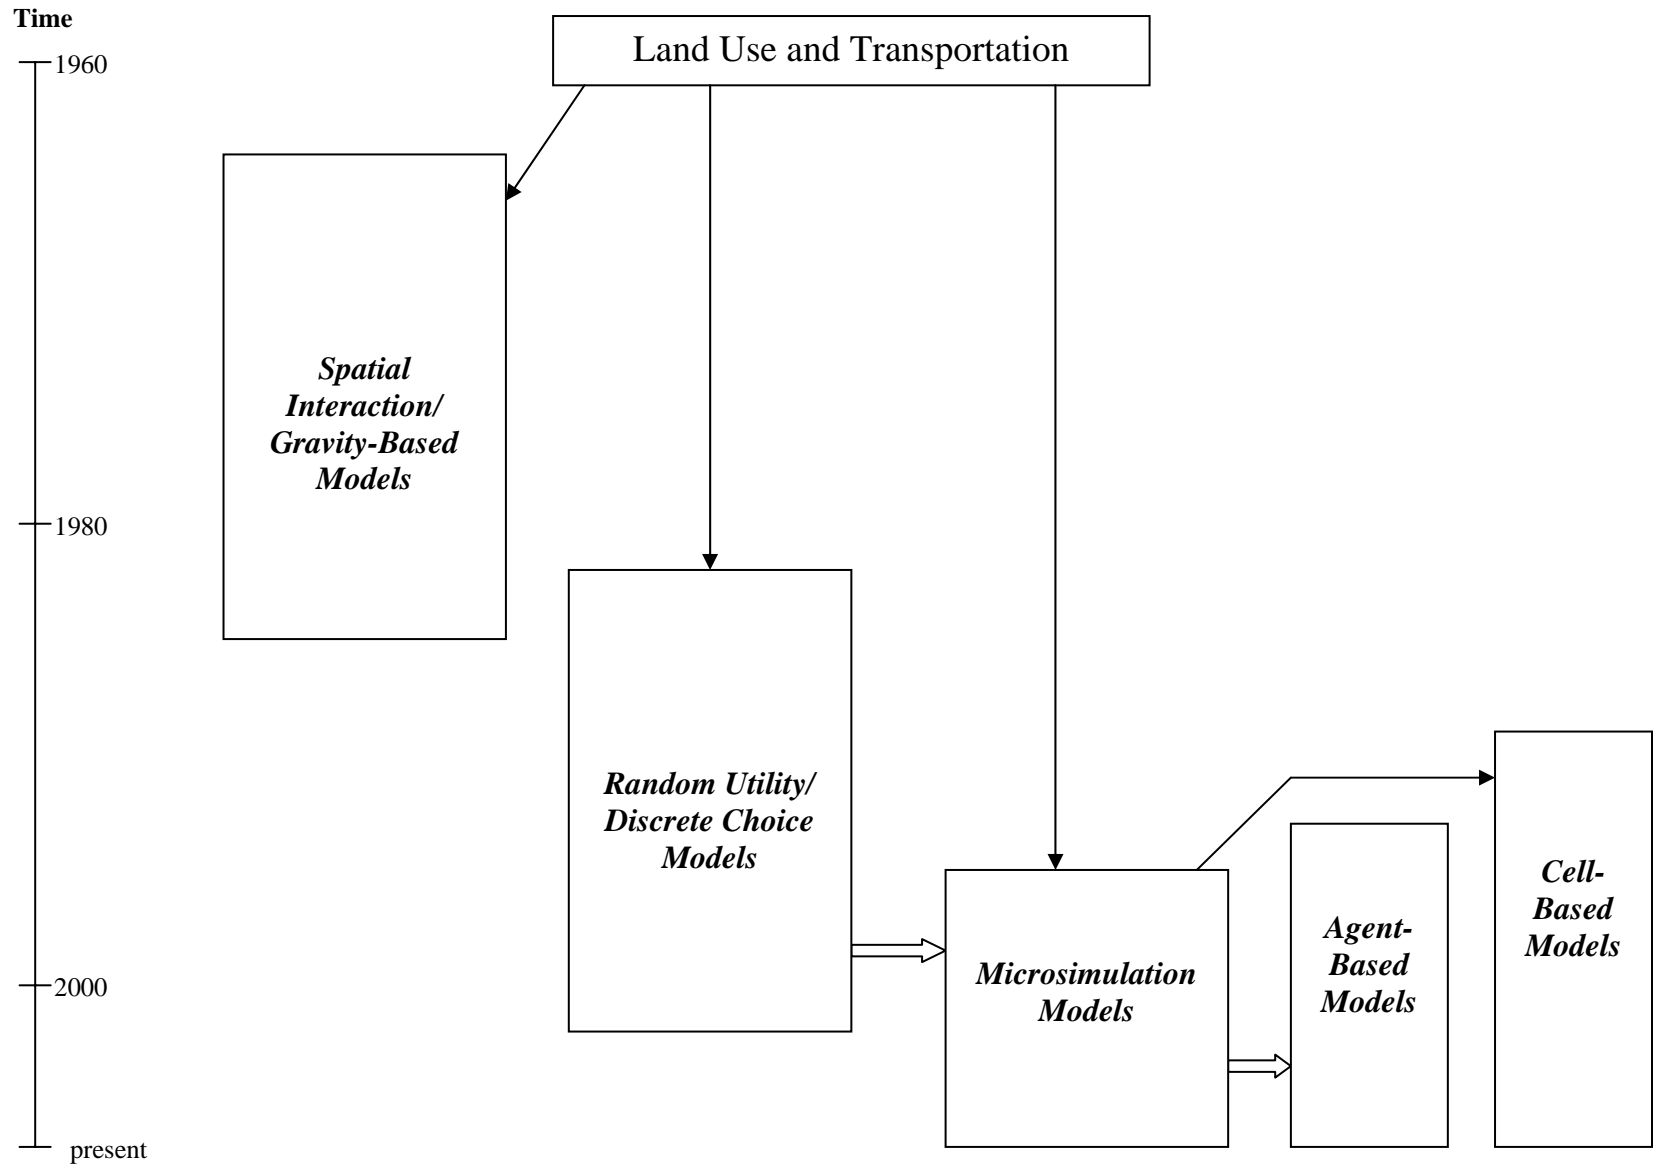 Time
Land Use and Transportation
1960
Spatial
Interaction/
Gravity-Based
Models
1980
Random Utility/
Discrete Choice
Models
Cell-
Based
Models
Agent-
Based
Models
Microsimulation
Models
2000
present